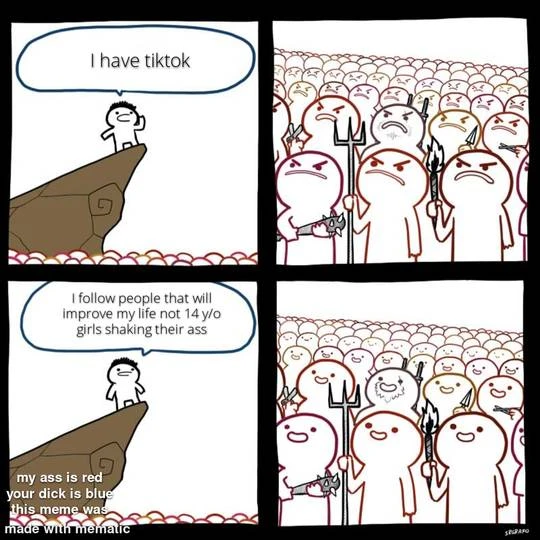 I have tiktok
I follow people that will
improve my life not 14 y/o
girls shaking their ass
my ass is red
your dick is blue
this meme was
made with mematic
SRGRAFO